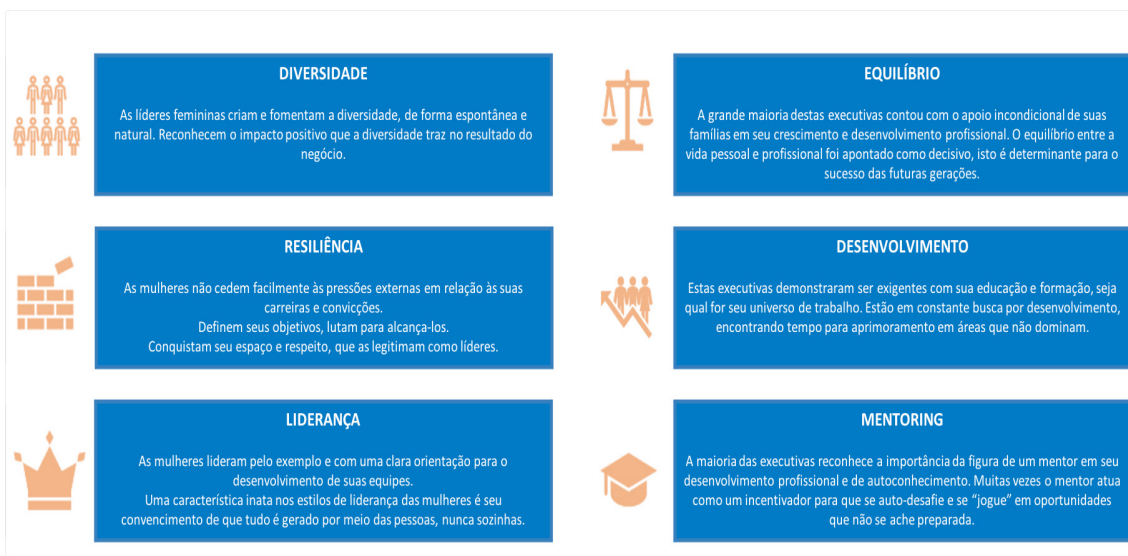 DIVERSIDADE
As líderes femininas criam e fomentam a diversidade, de forma espontânea e
natural. Reconhecem o impacto positivo que a diversidade traz no resultado do
negócio.
EQUILÍBRIO
A grande maioria destas executivas contou com o apoio incondicional de suas
famílias em seu crescimento e desenvolvimento profissional. O equilíbrio entre a
vida pessoal e profissional foi apontado como decisivo, isto é determinante para o
sucesso das futuras gerações.
RESILIÊNCIA
As mulheres não cedem facilmente às pressões externas em relação às suas
carreiras e convicções.
Definem seus objetivos, lutam para alcança-los.
Conquistam seu espaço e respeito, que as legitimam como líderes.
DESENVOLVIMENTO
Estas executivas demonstraram ser exigentes com sua educação e formação, seja
qual for seu universo de trabalho. Estão em constante busca por desenvolvimento,
encontrando tempo para aprimoramento em áreas que não dominam.
LIDERANÇA
As mulheres lideram pelo exemplo e com uma clara orientação para o
desenvolvimento de suas equipes.
Uma característica inata nos estilos de liderança das mulheres é seu
convencimento de que tudo é gerado por meio das pessoas, nunca sozinhas.
MENTORING
A maioria das executivas reconhece a importância da figura de um mentor em seu
desenvolvimento profissional e de autoconhecimento. Muitas vezes o mentor atua
como um incentivador para que se auto-desafie e se “jogue” em oportunidades
que não se ache preparada.